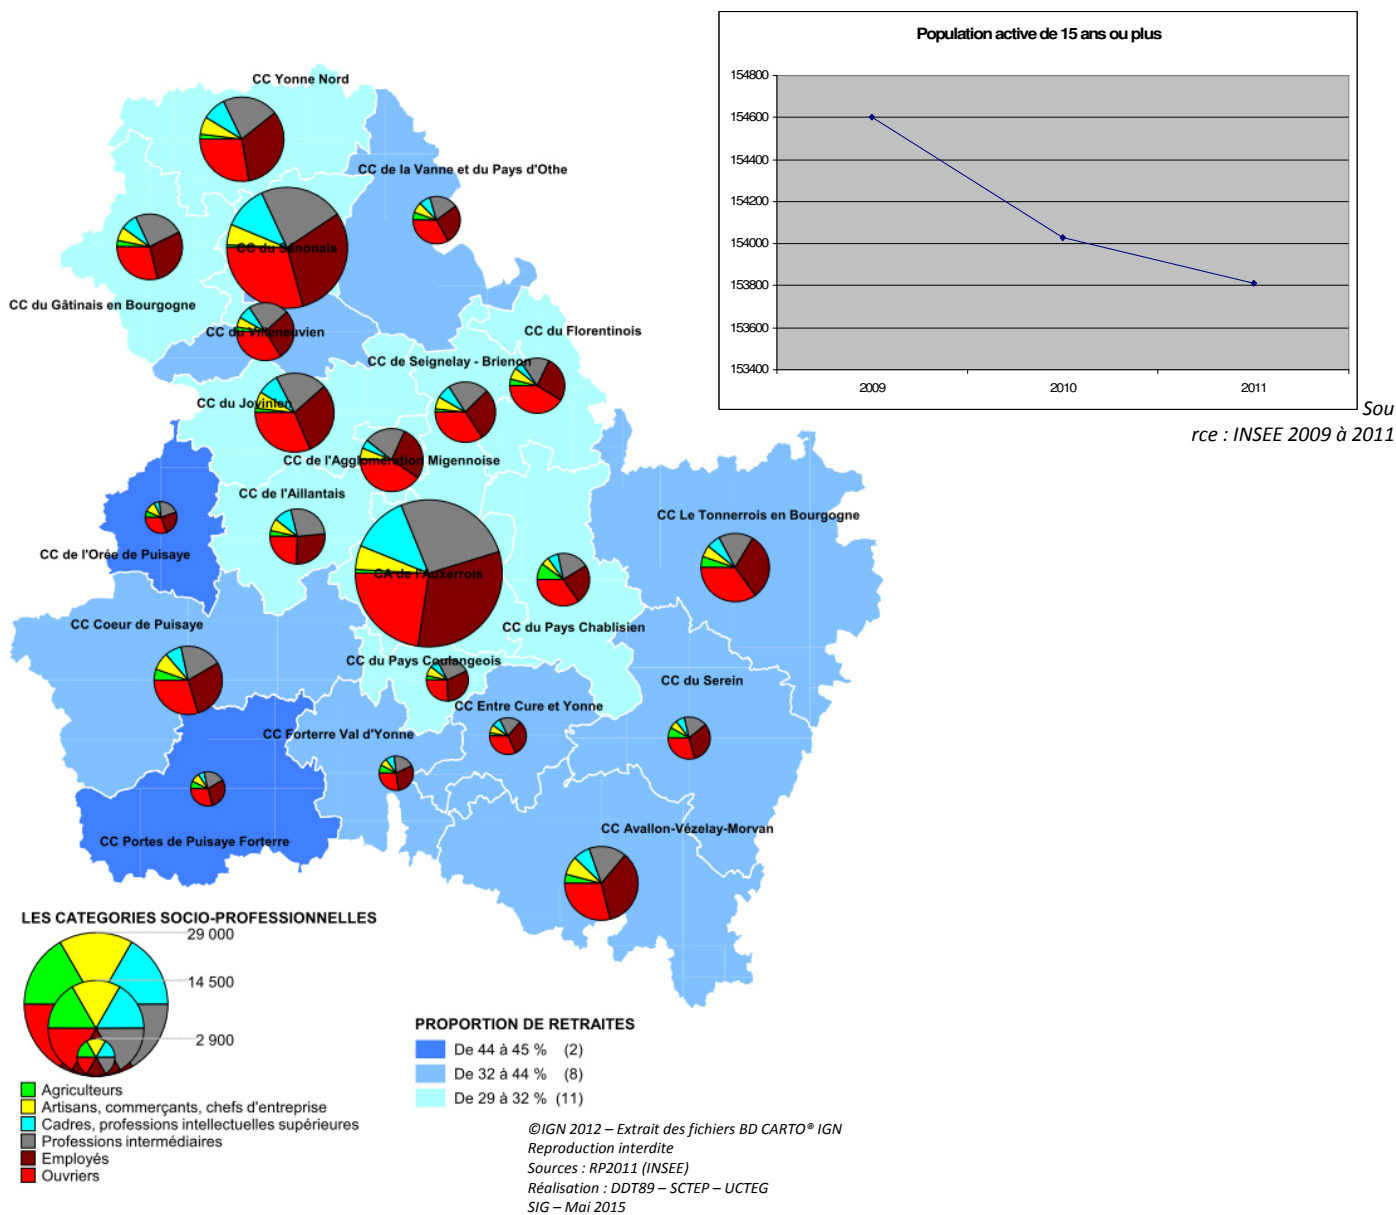 Population active de 15 ans ou plus
154800
154600
154400
154200
154000
153800
153600
153400
2009
2010
2011
Sou
rce : INSEE 2009 à 2011
CC Yonne Nord
CC de la Vanne et du Pays d'Othe
CC du Sénonais
CC du Gâtinais en Bourgogne
CC du Villeneuvien
CC du Florentinois
CC de Seignelay - Brienon
CC du Jovinien
CC de l'Agglomération Migennoise
CC de l'Aillantais
CC Le Tonnerrois en Bourgogne
CC de l'Orée de Puisaye
CA de l'Auxerrois
CC Coeur de Puisaye
CC du Pays Chablisien
CC du Pays Coulangeois
CC du Serein
CC Entre Cure et Yonne
CC Forterre Val d'Yonne
CC Avallon-Vézelay-Morvan
CC Portes de Puisaye Forterre
LES CATEGORIES SOCIO-PROFESSIONNELLES
29 000
14 500
2 900
Agriculteurs
Artisans, commerçants, chefs d'entreprise
Cadres, professions intellectuelles supérieures
Professions intermédiaires
Employés
Ouvriers
PROPORTION DE RETRAITES
De 44 à 45 % (2)
De 32 à 44 % (8)
De 29 à 32 % (11)
©IGN 2012 – Extrait des fichiers BD CARTO® IGN
Reproduction interdite
Sources : RP2011 (INSEE)
Réalisation : DDT89 – SCTEP – UCTEG
SIG – Mai 2015